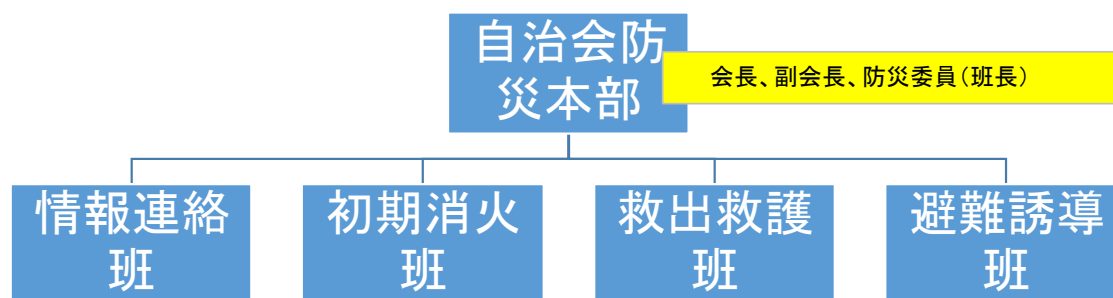 自治会防
災本部
会長、副会長、防災委員(班長)
情報連絡
班
初期消火
班
救出救護
班
避難誘導
班